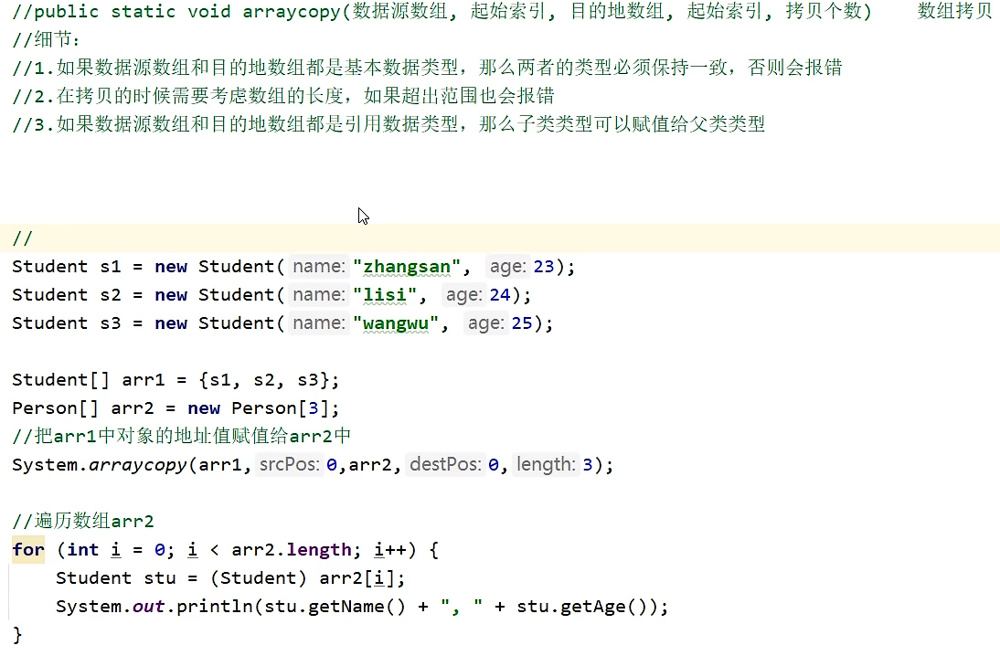 //public static void arraycopy(数据源数组, 起始索引, 目的地数组, 起始索引, 拷贝个数) 数组拷贝
//细节:
//1.如果数据源数组和目的地数组都是基本数据类型，那么两者的类型必须保持一致，否则会报错
//2.在拷贝的时候需要考虑数组的长度，如果超出范围也会报错
//3.如果数据源数组和目的地数组都是引用数据类型，那么子类类型可以赋值给父类类型
//
Student s1 = new Student( name: "zhangsan", age: 23);
Student s2 = new Student( name: "lisi", age: 24);
Student s3 = new Student( name: "wangwu", age: 25);
Student[] arr1 = {s1, s2, s3};
Person[] arr2 = new Person[3];
//把arr1中对象的地址值赋值给arr2中
System.arraycopy(arr1, srcPos: 0,arr2, destPos: 0, length: 3);
//遍历数组arr2
for (int i = 0; i < arr2.length; i++) {
    Student stu = (Student) arr2[i];
    System.out.println(stu.getName() + ", " + stu.getAge());
}